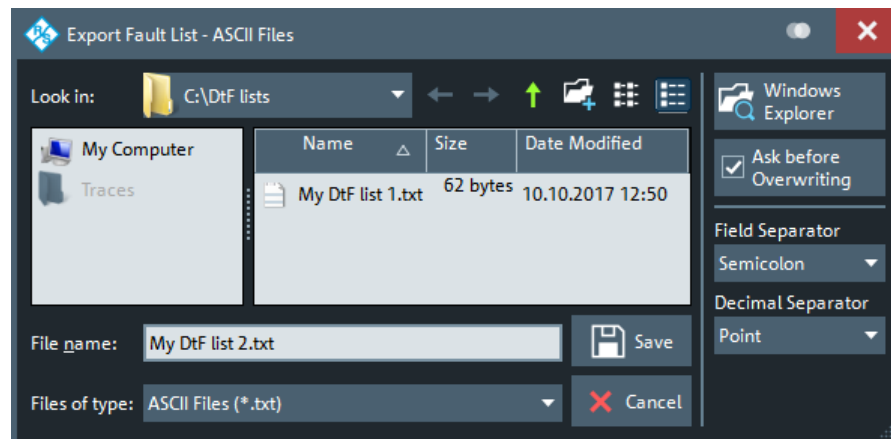 R&S Export Fault List - ASCII Files
Look in: C:\DtF lists
Windows
Explorer
My Computer
Traces
Name Size Date Modified
My DtF list 1.txt 62 bytes 10.10.2017 12:50
Ask before
Overwriting
Field Separator
Semicolon
Decimal Separator
Point
File name: My DtF list 2.txt Save
Files of type: ASCII Files (*.txt) Cancel